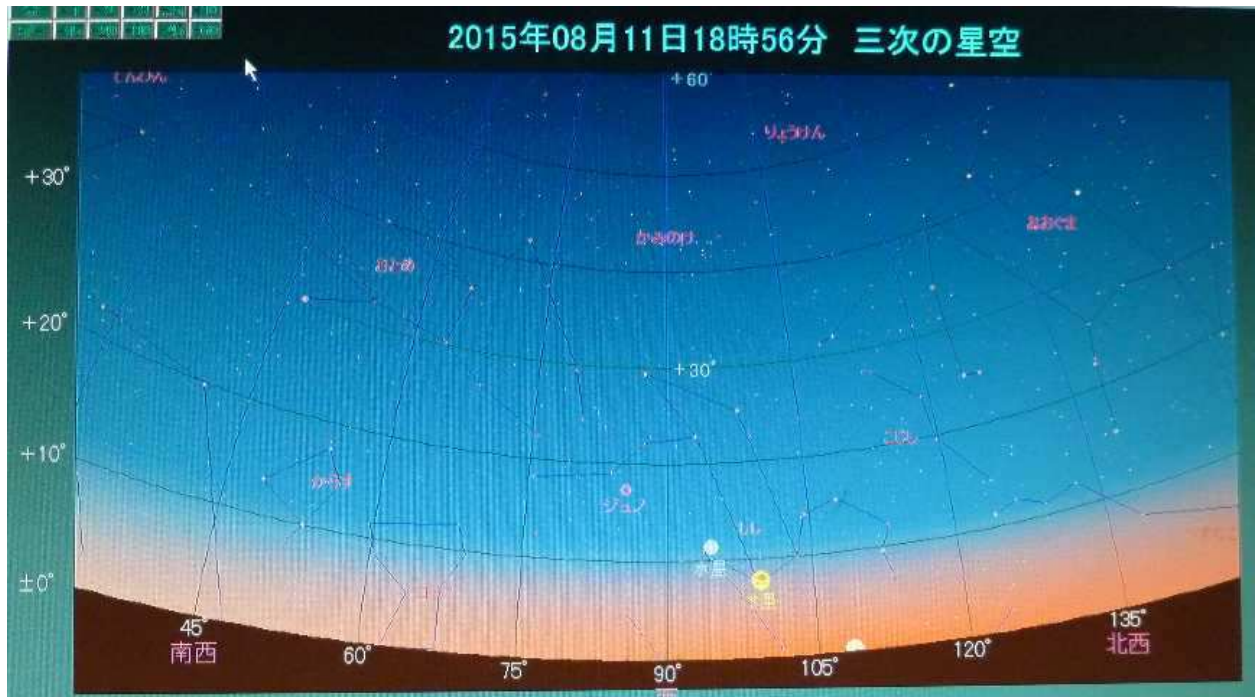 2015年08月11日18時56分 三次の星空
+60°
りょうけん
+30°
おおぐま
かみのけ
おとめ
+20°
+30°
こじし
+10°
からす
ジュノ
しし
水星
±0°
45°
南西
60°
75°
90°
105°
120°
135°
北西